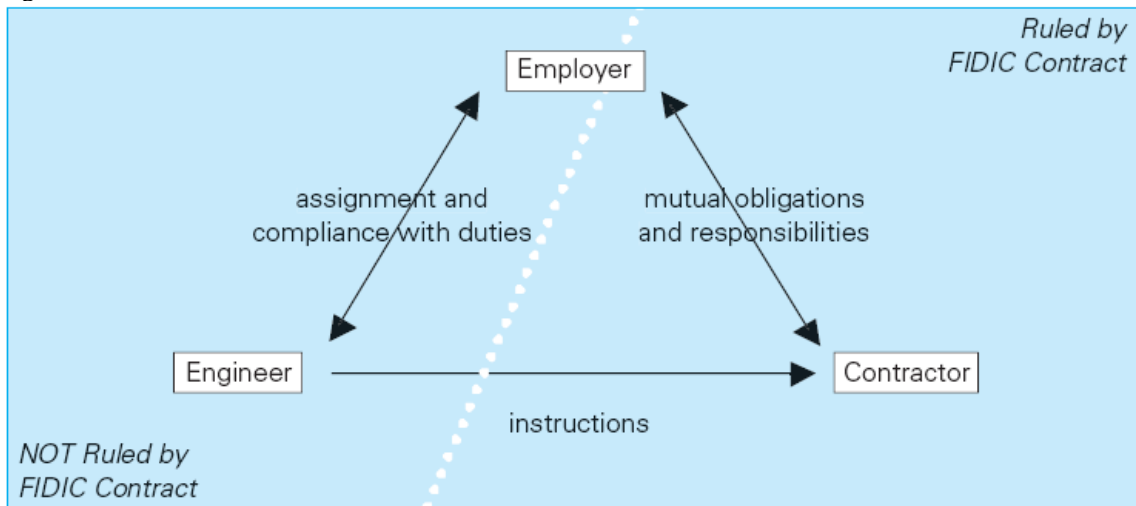 Ruled by
FIDIC Contract
Employer
assignment and
compliance with duties
mutual obligations
and responsibilities
Engineer
Contractor
instructions
NOT Ruled by
FIDIC Contract